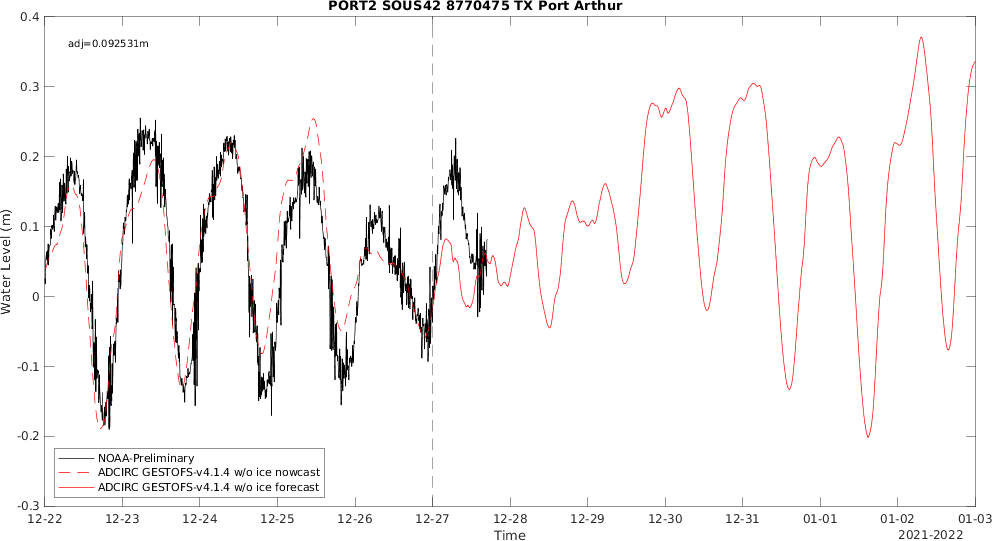 PORT2 SOUS42 8770475 TX Port Arthur
adj=0.092531m
0.4
0.3
0.2
0.1
0
-0.1
-0.2
-0.3
Water Level (m)
NOAA-Preliminary
ADCIRC GESTOFS-v4.1.4 w/o ice nowcast
ADCIRC GESTOFS-v4.1.4 w/o ice forecast
12-22 12-23 12-24 12-25 12-26 12-27 12-28 12-29 12-30 12-31 01-01 01-02 01-03
Time
2021-2022